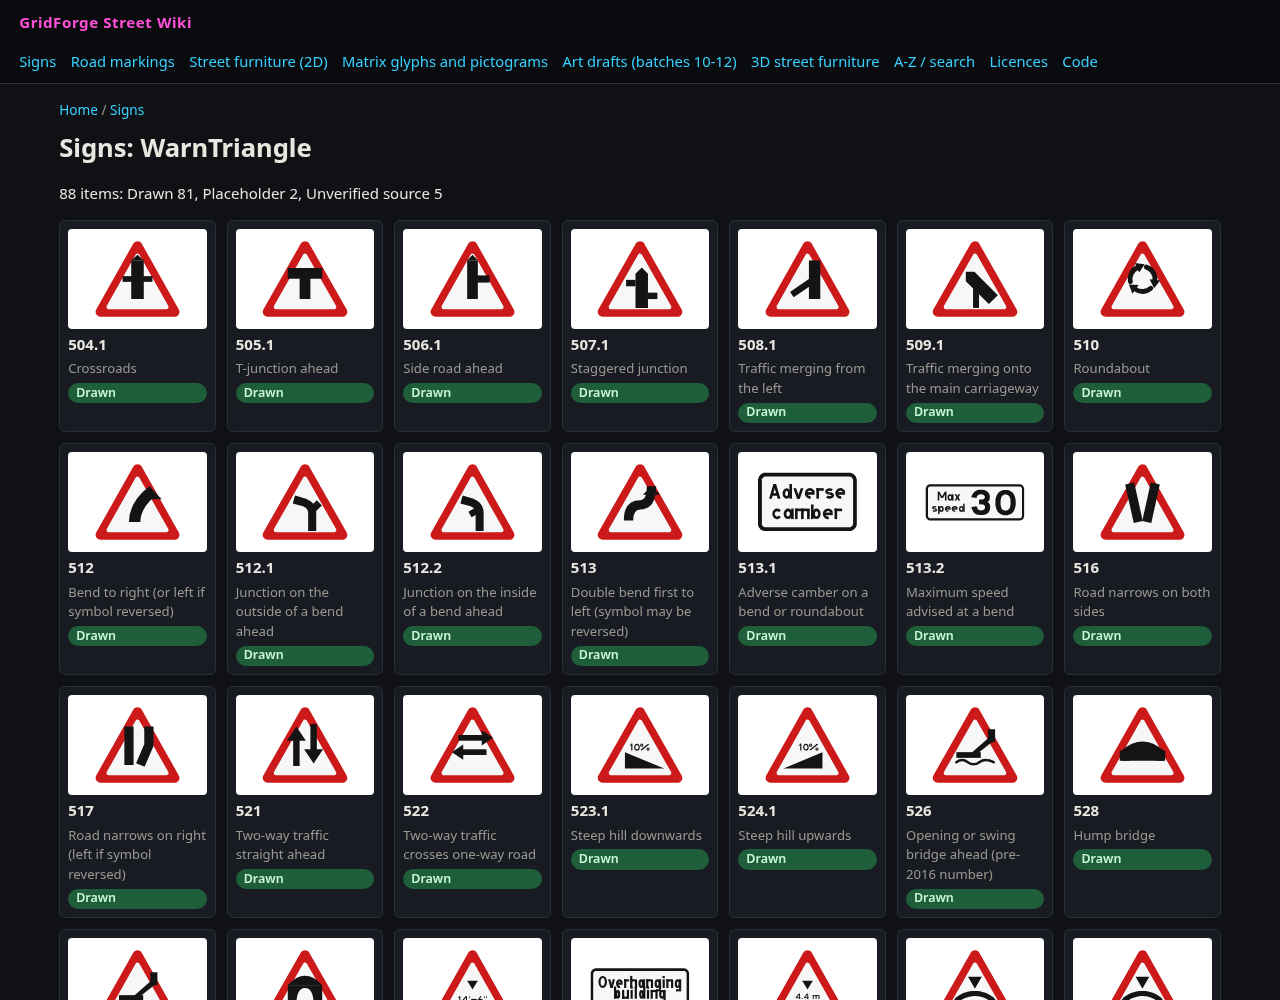 GridForge Street Wiki
Signs Road markings Street furniture (2D) Matrix glyphs and pictograms Art drafts (batches 10-12) 3D street furniture A-Z / search Licences Code
Home / Signs
Signs: WarnTriangle
88 items: Drawn 81, Placeholder 2, Unverified source 5
504.1
Crossroads
Drawn
505.1
T-junction ahead
Drawn
506.1
Side road ahead
Drawn
507.1
Staggered junction
Drawn
508.1
Traffic merging from
the left
Drawn
509.1
Traffic merging onto
the main carriageway
Drawn
510
Roundabout
Drawn
512
Bend to right (or left if
symbol reversed)
Drawn
512.1
Junction on the
outside of a bend
ahead
Drawn
512.2
Junction on the inside
of a bend ahead
Drawn
513
Double bend first to
left (symbol may be
reversed)
Drawn
Adverse
camber
513.1
Adverse camber on a
bend or roundabout
Drawn
Max
speed 30
513.2
Maximum speed
advised at a bend
Drawn
516
Road narrows on both
sides
Drawn
517
Road narrows on right
(left if symbol
reversed)
Drawn
521
Two-way traffic
straight ahead
Drawn
522
Two-way traffic
crosses one-way road
Drawn
10%
523.1
Steep hill downwards
Drawn
10%
524.1
Steep hill upwards
Drawn
526
Opening or swing
bridge ahead (pre-
2016 number)
Drawn
528
Hump bridge
Drawn
14'-6"
Overhanging
building
4.4 m